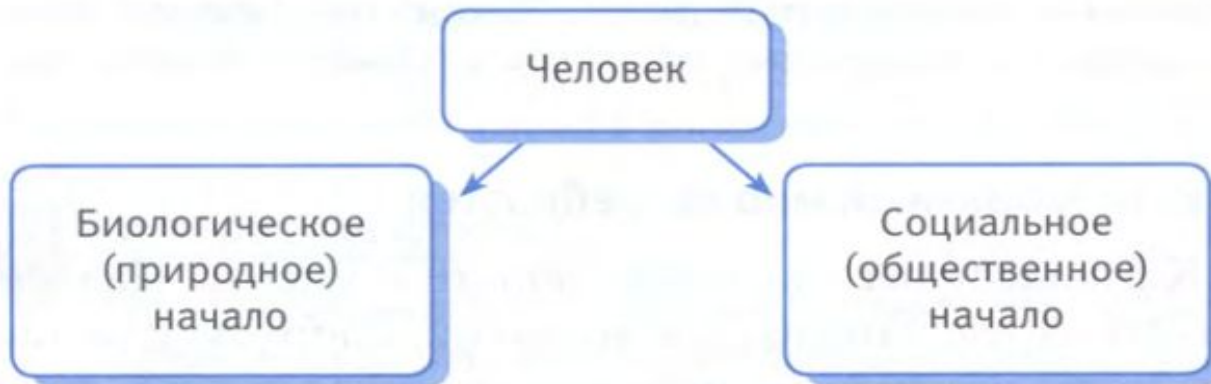 Человек
Биологическое
(природное)
начало
Социальное
(общественное)
начало